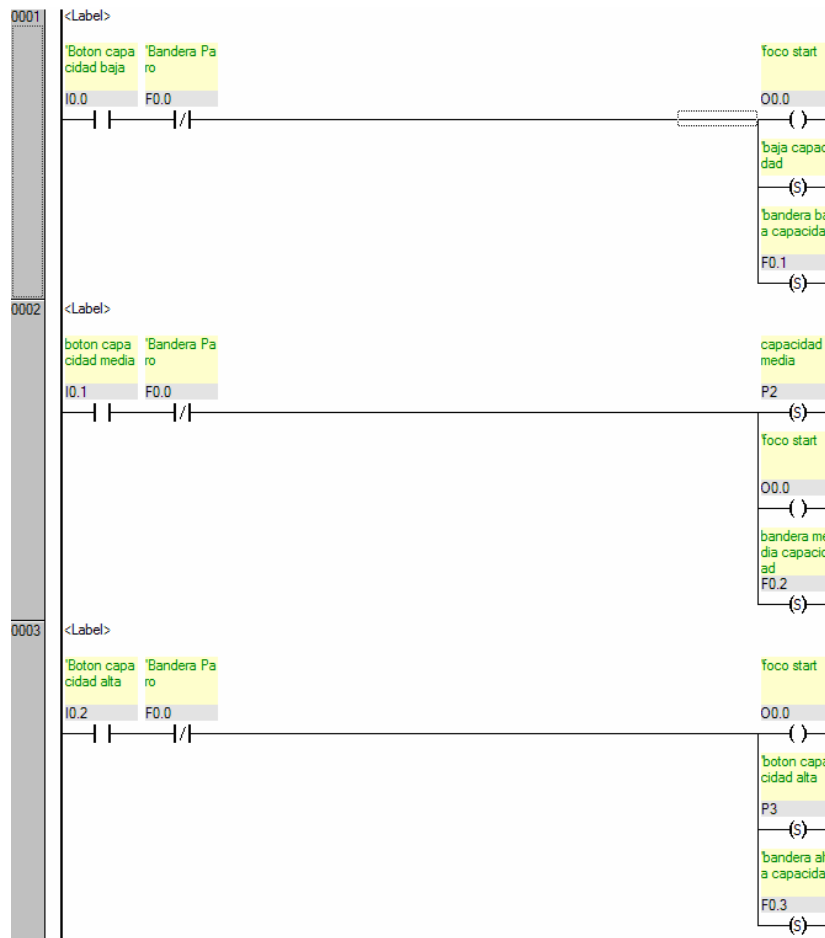 0001 <Label>
'Boton capa 'Bandera Pa 'foco start
cidad baja ro
I0.0 F0.0 O0.0
'baja capac
dad
(S)
'bandera ba
a capacida
F0.1
(S)
0002 <Label>
boton capa 'Bandera Pa capacidad
cidad media ro media
I0.1 F0.0 P2
(S)
'foco start
O0.0
bandera me
dia capacid
ad
F0.2
(S)
0003 <Label>
'Boton capa 'Bandera Pa 'foco start
cidad alta ro
I0.2 F0.0 O0.0
'boton capa
cidad alta
P3
(S)
'bandera al
a capacida
F0.3
(S)